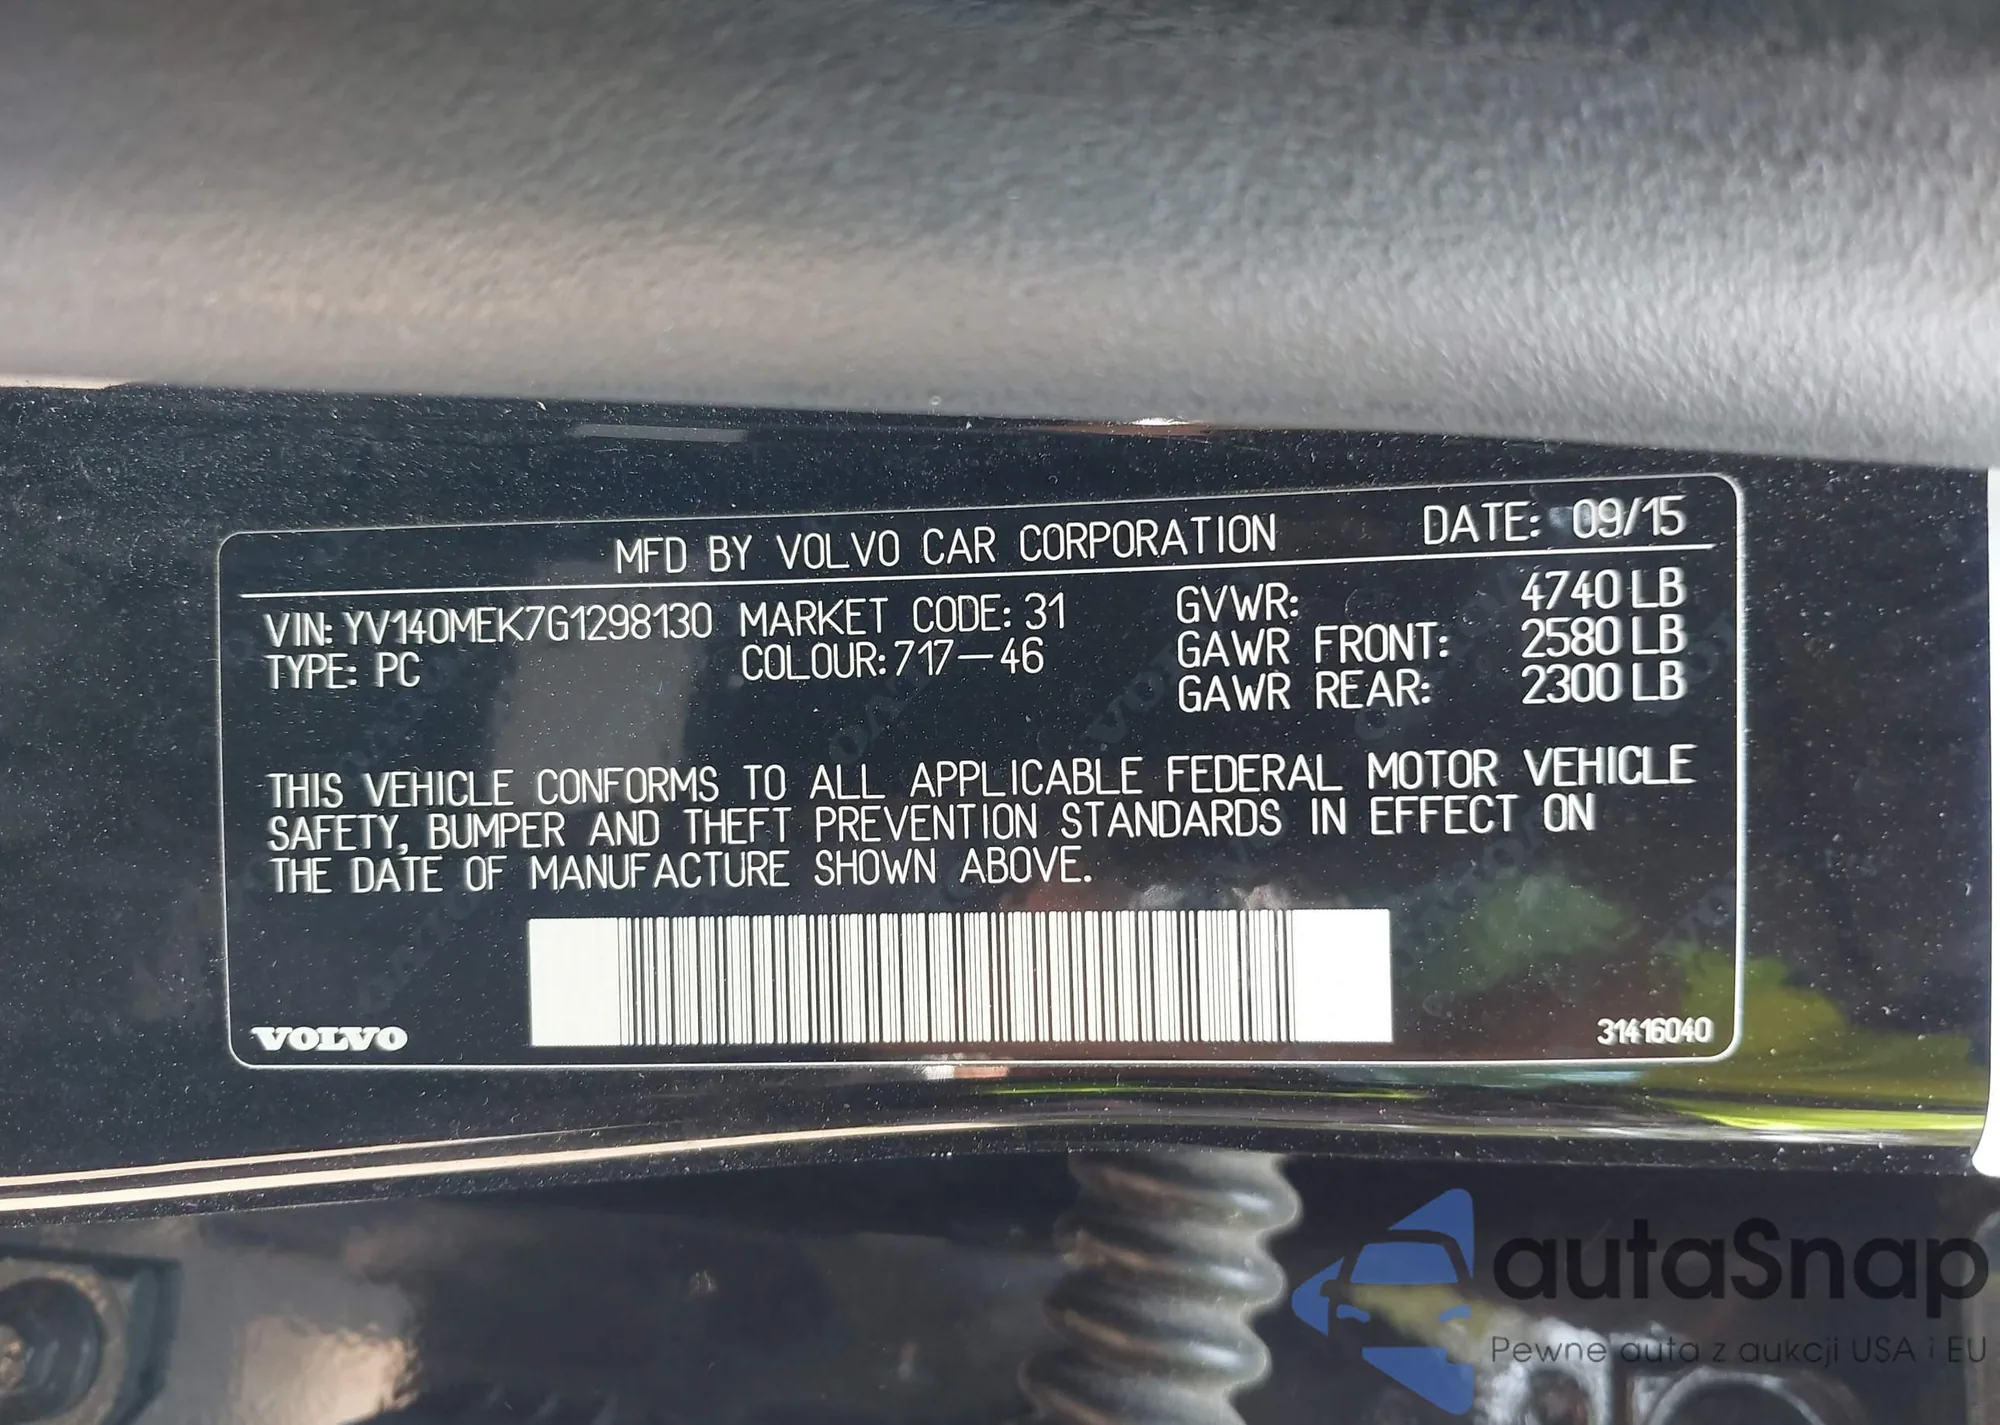 MFD BY VOLVO CAR CORPORATION DATE: 09/15
VIN: YV140MEK7G1298130 MARKET CODE: 31 GVWR: 4740 LB
TYPE: PC COLOUR: 717-46 GAWR FRONT: 2580 LB
GAWR REAR: 2300 LB
THIS VEHICLE CONFORMS TO ALL APPLICABLE FEDERAL MOTOR VEHICLE
SAFETY, BUMPER AND THEFT PREVENTION STANDARDS IN EFFECT ON
THE DATE OF MANUFACTURE SHOWN ABOVE.
VOLVO 31416040
autaSnap
Pewne auta z aukcji USA i EU